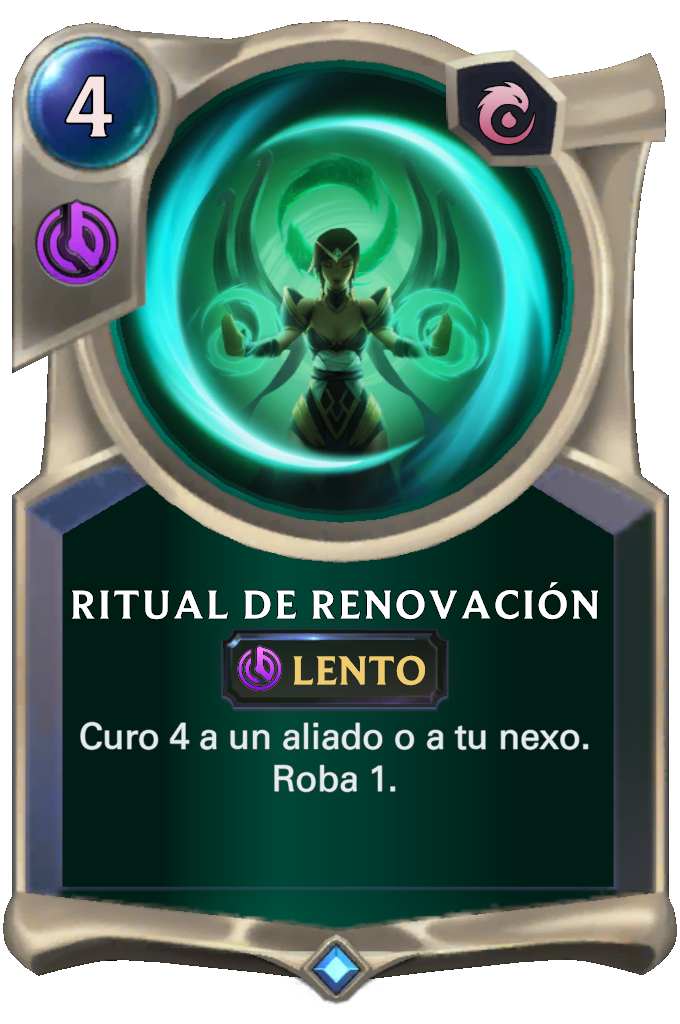 4
RITUAL DE RENOVACIÓN
LENTO
Curo 4 a un aliado o a tu nexo.
Roba 1.